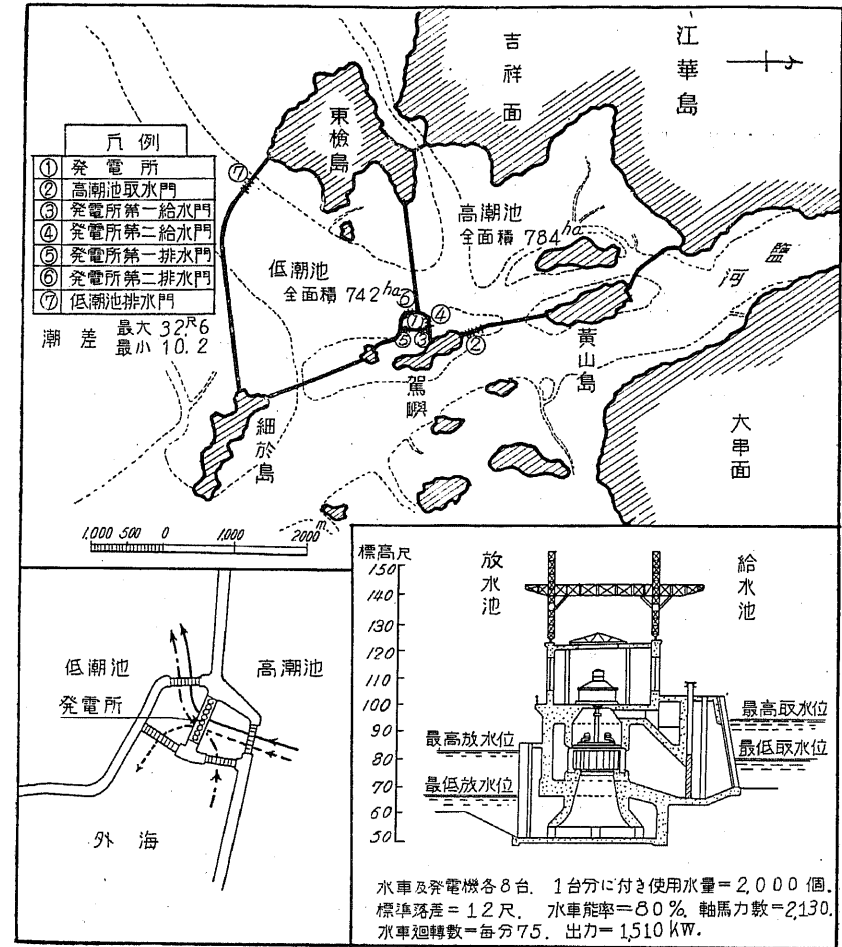 江華島
吉祥面
東檢島
凡例
① 発電所
② 高潮池取水門
③ 発電所第一給水門
④ 発電所第二給水門
⑤ 発電所第一排水門
⑥ 発電所第二排水門
⑦ 低潮池排水門
潮差 最大 32.尺6
最小 10.2
⑦
高潮池
全面積 784ha
低潮池
全面積 742ha
⑥
①
④
⑤
③
②
鹽河
黃山島
駕嶼
細於島
大串面
1,000 500 0 1,000 2000m
低潮池
高潮池
発電所
外海
標高尺
150
140
130
120
110
100
90
80
70
60
50
放水池
給水池
最高取水位
最低取水位
最高放水位
最低放水位
水車及発電機各8台. 1台分に付き使用水量=2,000個.
標準落差=12尺. 水車能率=80%. 軸馬力数=2,130.
水車迴轉數=每分75. 出力=1,510KW.